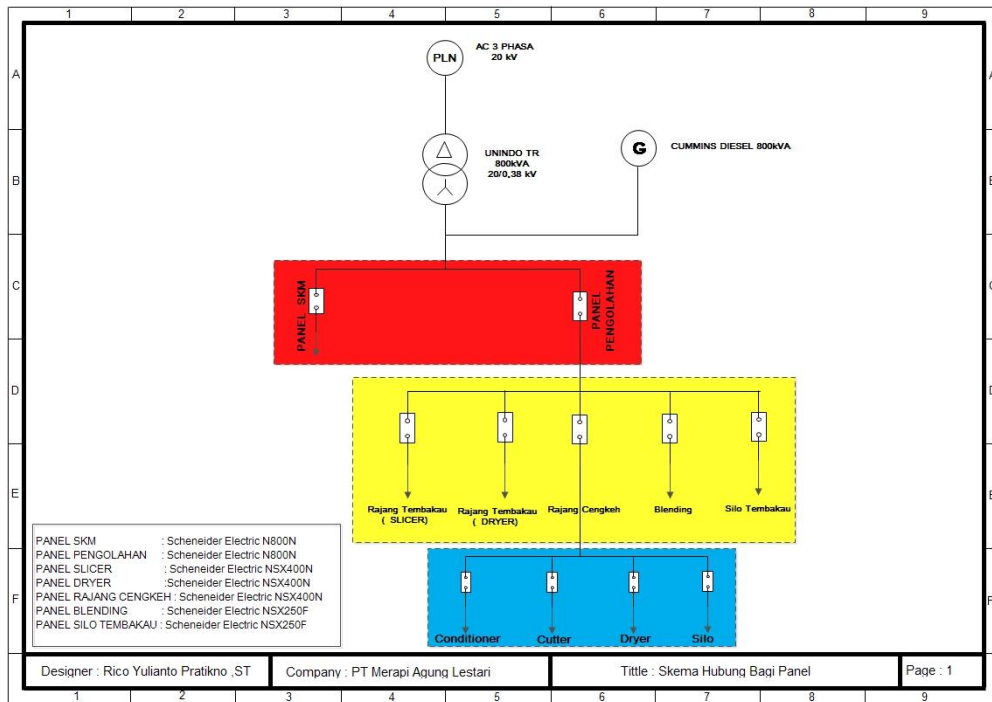 1 2 3 4 5 6 7 8 9
A A
PLN
AC 3 PHASA
20 kV
B B
UNINDO TR
800kVA
20/0.38 kV
G
CUMMINS DIESEL 800kVA
C C
PANEL SKM
PANEL
PENGOLAHAN
D D
E E
Rajang Tembakau
( SLICER)
Rajang Tembakau
( DRYER)
Rajang Cengkeh
Blending
Silo Tembakau
PANEL SKM : Scheneider Electric N800N
PANEL PENGOLAHAN : Scheneider Electric N800N
PANEL SLICER : Scheneider Electric NSX400N
PANEL DRYER :Scheneider Electric NSX400N
PANEL RAJANG CENGKEH : Scheneider Electric NSX400N
PANEL BLENDING : Scheneider Electric NSX250F
PANEL SILO TEMBAKAU : Scheneider Electric NSX250F
F F
Conditioner
Cutter
Dryer
Silo
Designer : Rico Yulianto Pratikno ,ST
Company : PT Merapi Agung Lestari
Tittle : Skema Hubung Bagi Panel
Page : 1
1 2 3 4 5 6 7 8 9